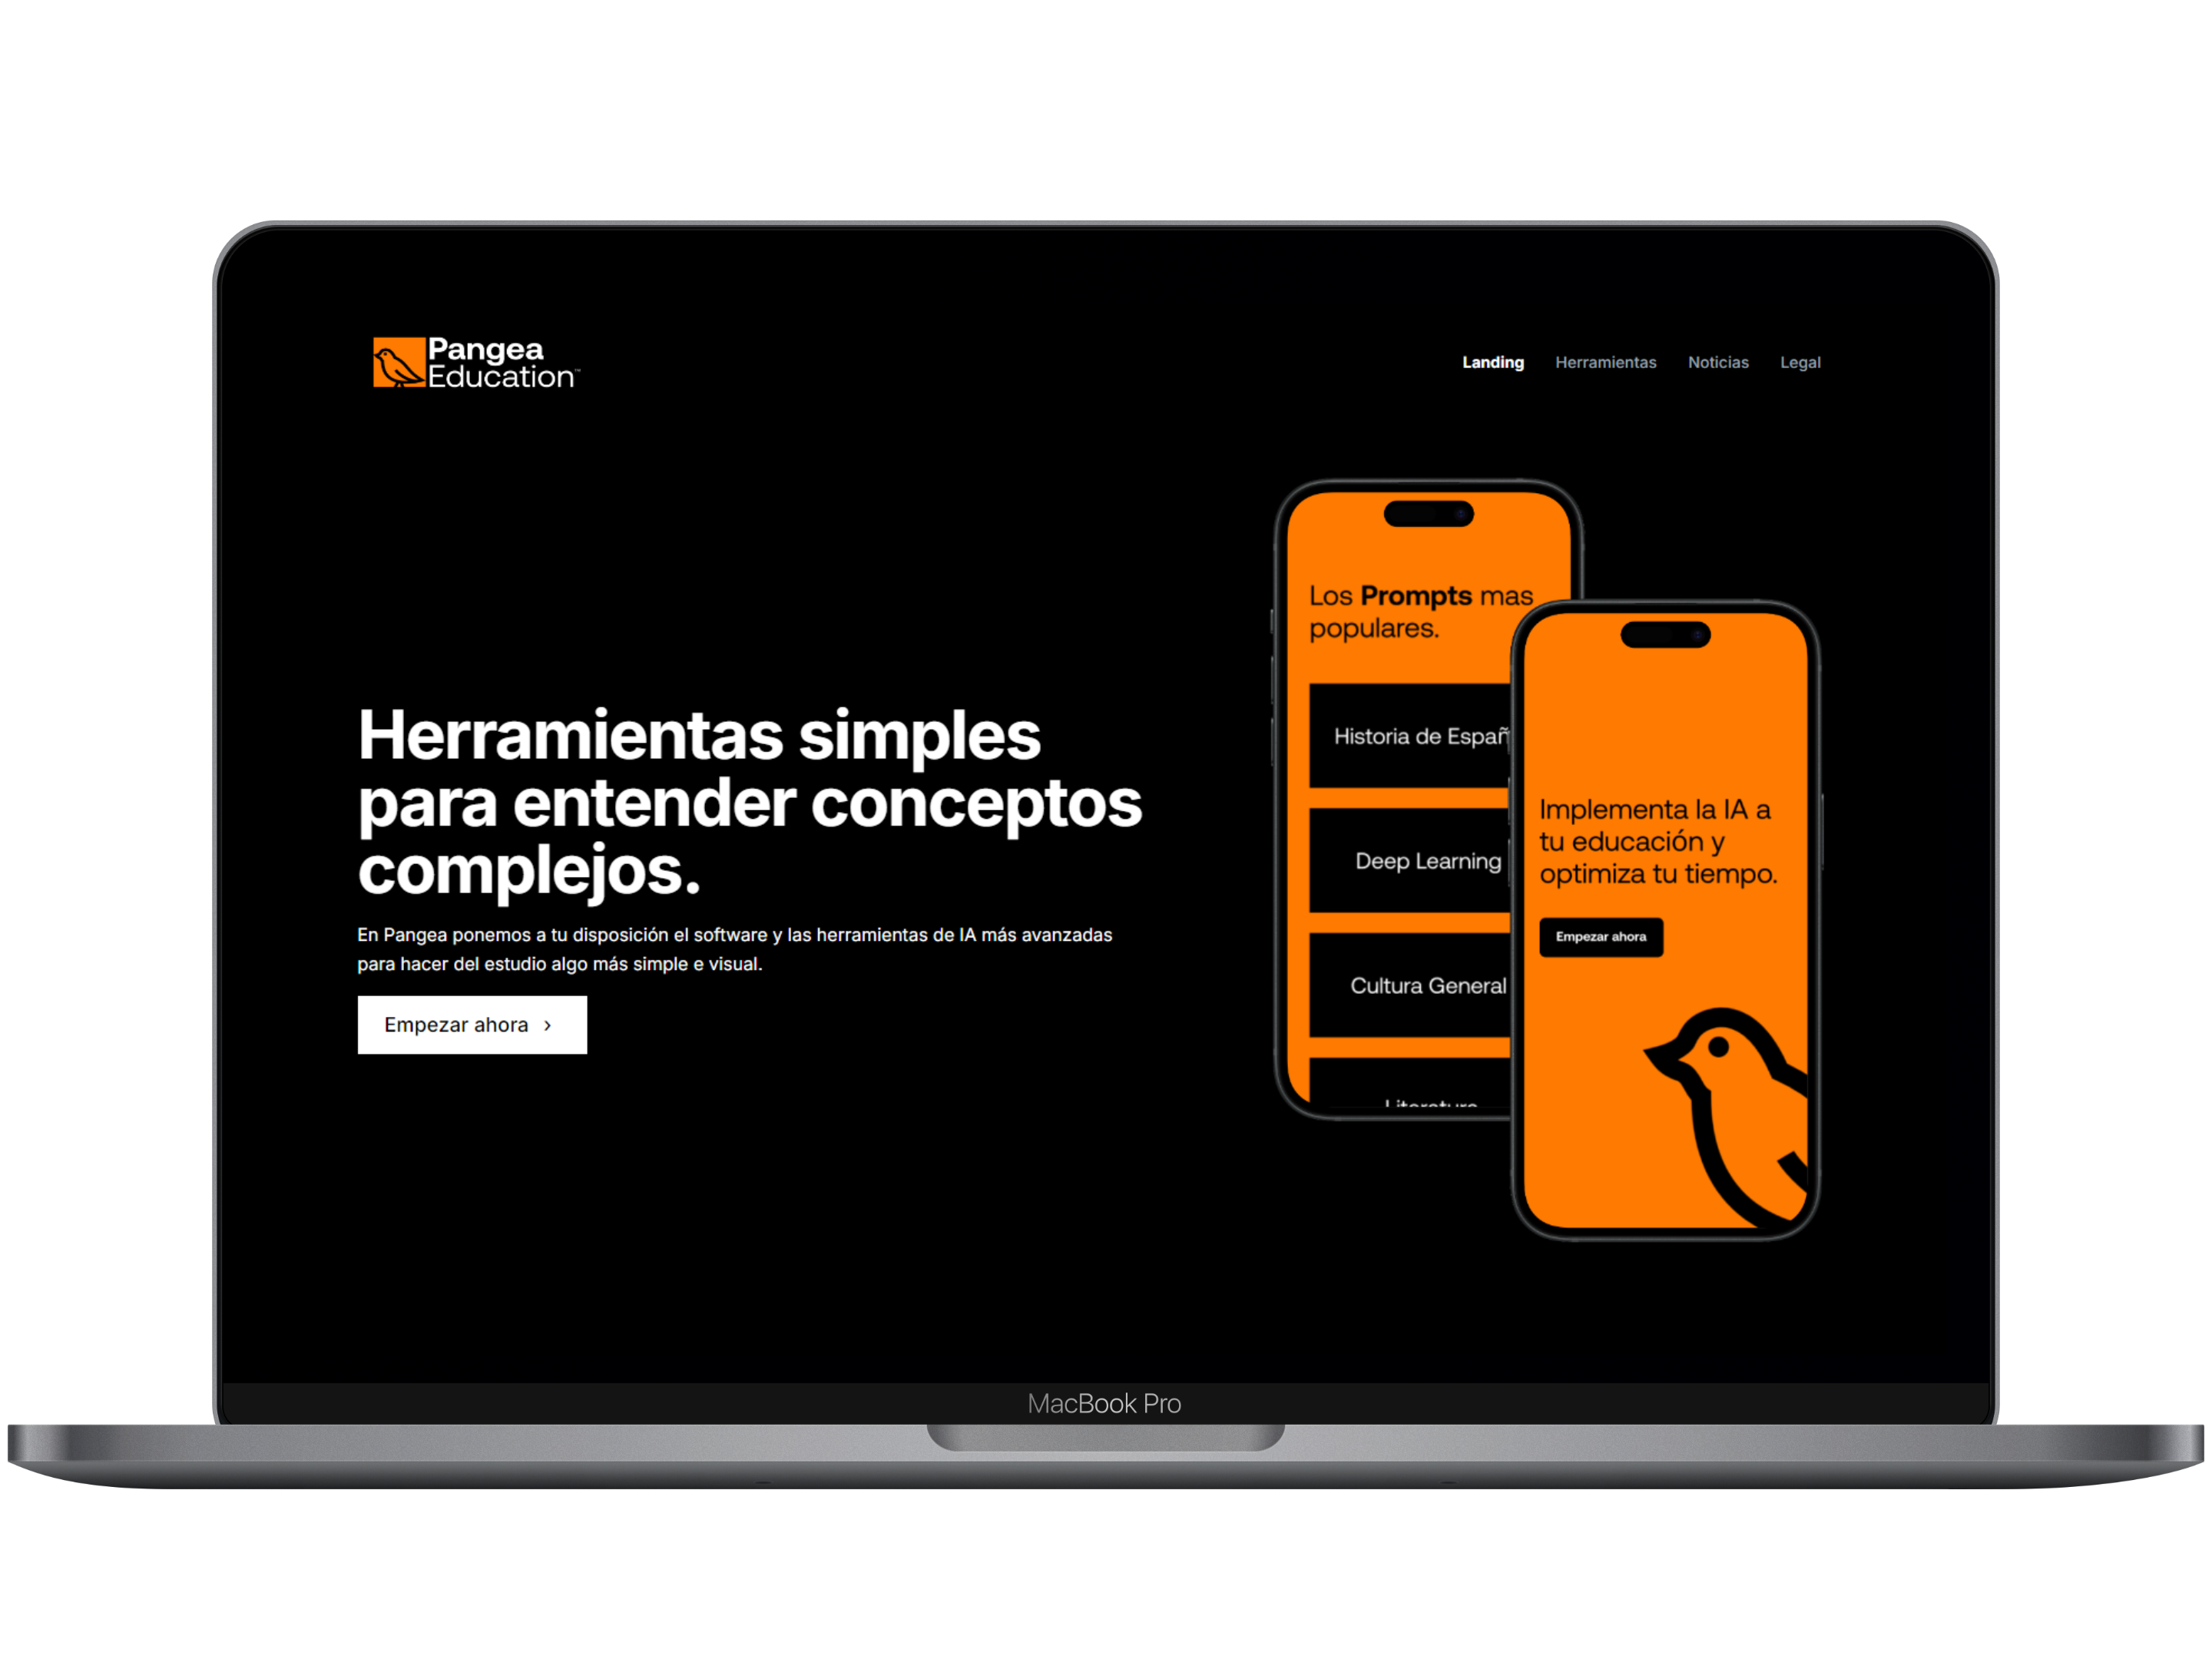 Pangea
Education™
Landing Herramientas Noticias Legal
Herramientas simples
para entender conceptos
complejos.
En Pangea ponemos a tu disposición el software y las herramientas de IA más avanzadas
para hacer del estudio algo más simple e visual.
Empezar ahora ›
Los Prompts mas
populares.
Historia de Españ
Deep Learning
Cultura General
Implementa la IA a
tu educación y
optimiza tu tiempo.
Empezar ahora
MacBook Pro